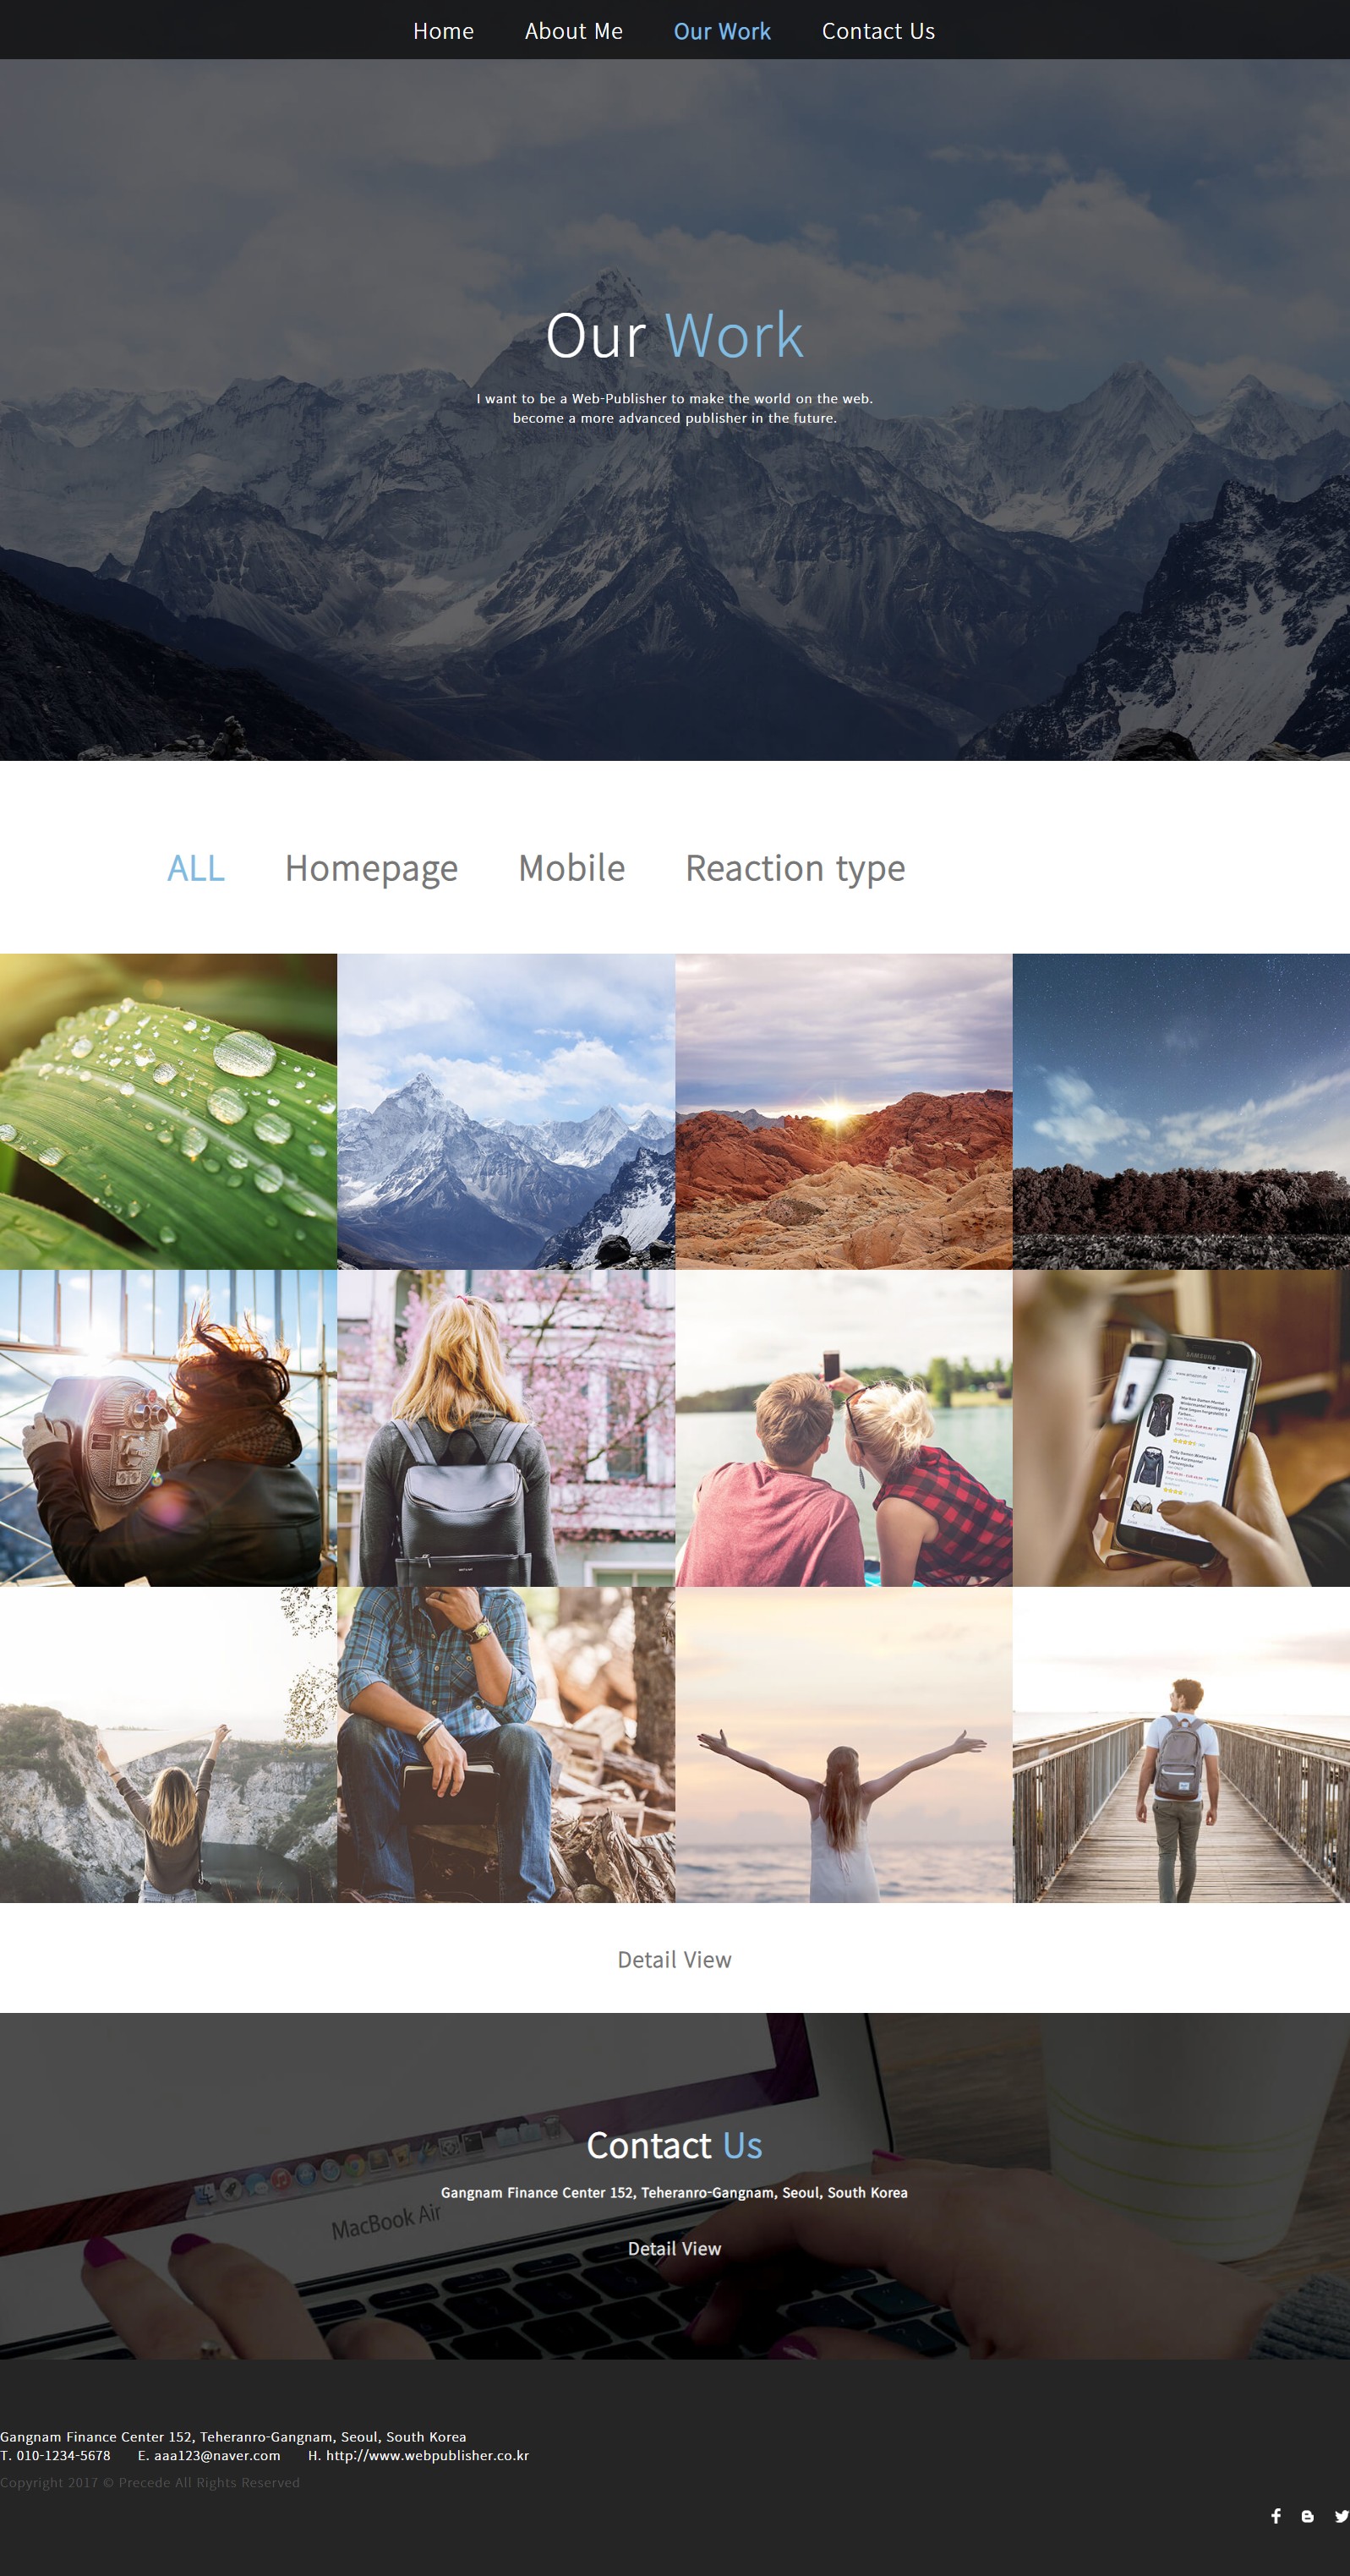 Home About Me Our Work Contact Us
Our Work
I want to be a Web-Publisher to make the world on the web.
become a more advanced publisher in the future.
ALL Homepage Mobile Reaction type
SAMSUNG
www.amazon.de
Detail View
MacBook Air
Contact Us
Gangnam Finance Center 152, Teheranro-Gangnam, Seoul, South Korea
Detail View
Gangnam Finance Center 152, Teheranro-Gangnam, Seoul, South Korea
T. 010-1234-5678 E. aaa123@naver.com H. http://www.webpublisher.co.kr
Copyright 2017 © Precede All Rights Reserved